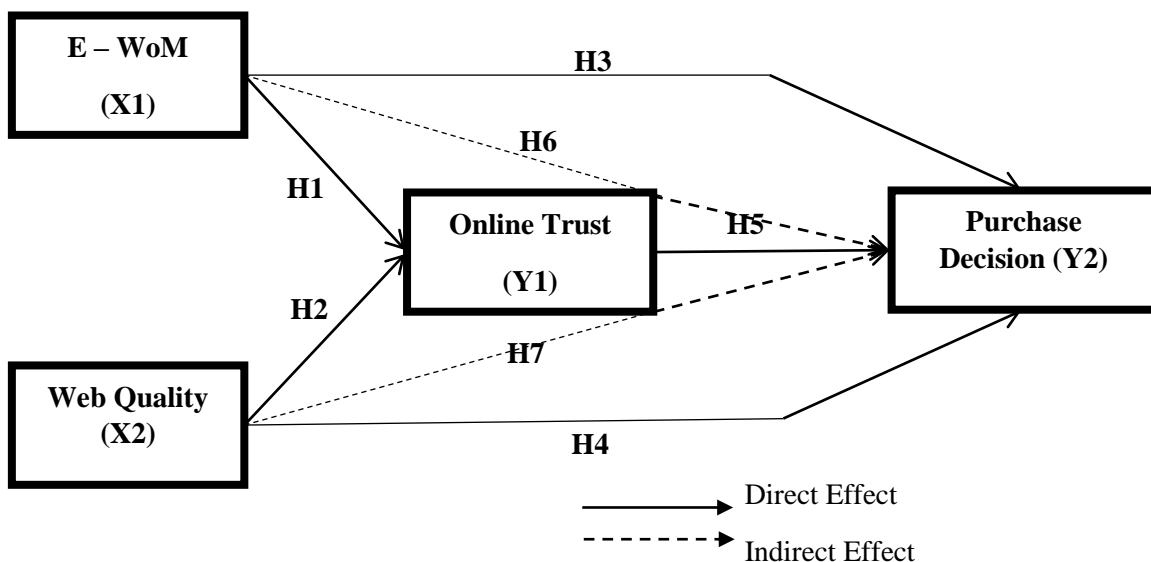 E – WoM
(X1)
H3
H6
H1
Online Trust
(Y1)
H5
Purchase
Decision (Y2)
H2
H7
Web Quality
(X2)
H4
Direct Effect
Indirect Effect